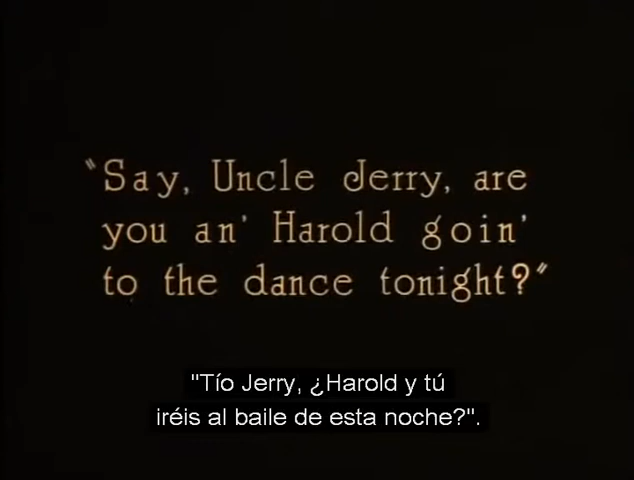 "Say, Uncle Jerry, are
you an' Harold goin'
to the dance tonight?"
"Tío Jerry, ¿Harold y tú
iréis al baile de esta noche?".